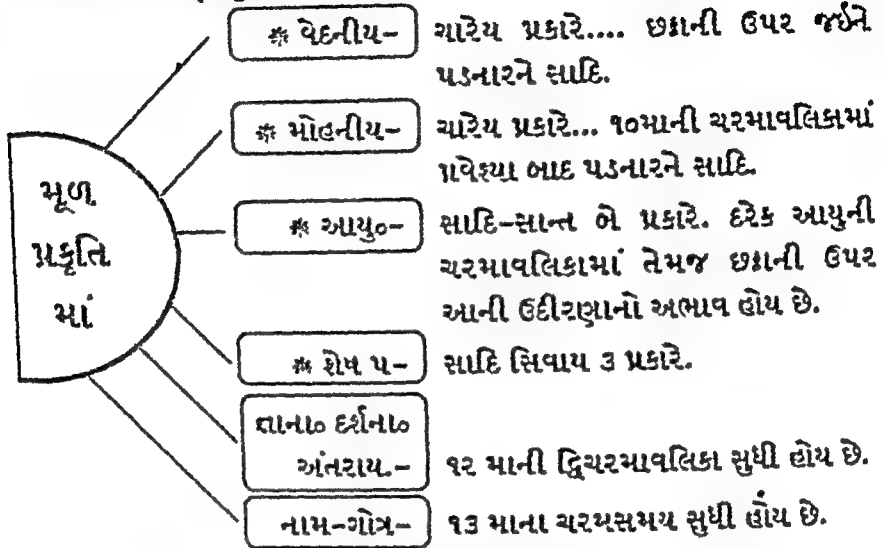 મૂળ
પ્રકૃતિ
માં
* વેદનીય- ચારેય પ્રકારે.... છઠ્ઠાની ઉપર જઈને
પડનારને સાદિ.
* મોહનીય- ચારેય પ્રકારે... ૧૦માની ચરમાવલિકામાં
પ્રવેશ્યા બાદ પડનારને સાદિ.
* આયુ૦- સાદિ-સાન્ત બે પ્રકારે. દરેક આયુની
ચરમાવલિકામાં તેમજ છઠ્ઠાની ઉપર
આની ઉદીરણાનો અભાવ હોય છે.
* શેષ ૫- સાદિ સિવાય ૩ પ્રકારે.
જ્ઞાના૦ દર્શના૦
અંતરાય.- ૧૨ માની દ્વિચરમાવલિકા સુધી હોય છે.
નામ-ગોત્ર- ૧૩ માના ચરમસમય સુધી હોય છે.